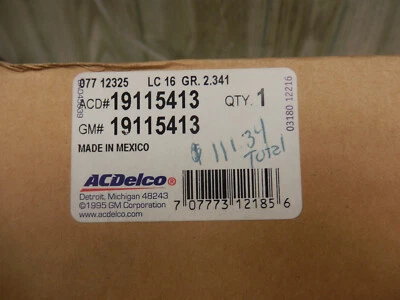 077 12325 LC 16 GR. 2.341
ACD# 19115413 QTY. 1
GM# 19115413
MADE IN MEXICO
$ 111.34
Total
03180 12216
ACDelco®
Detroit, Michigan 48243
©1995 GM Corporation
www.acdelco.com
7 07773 12185 6